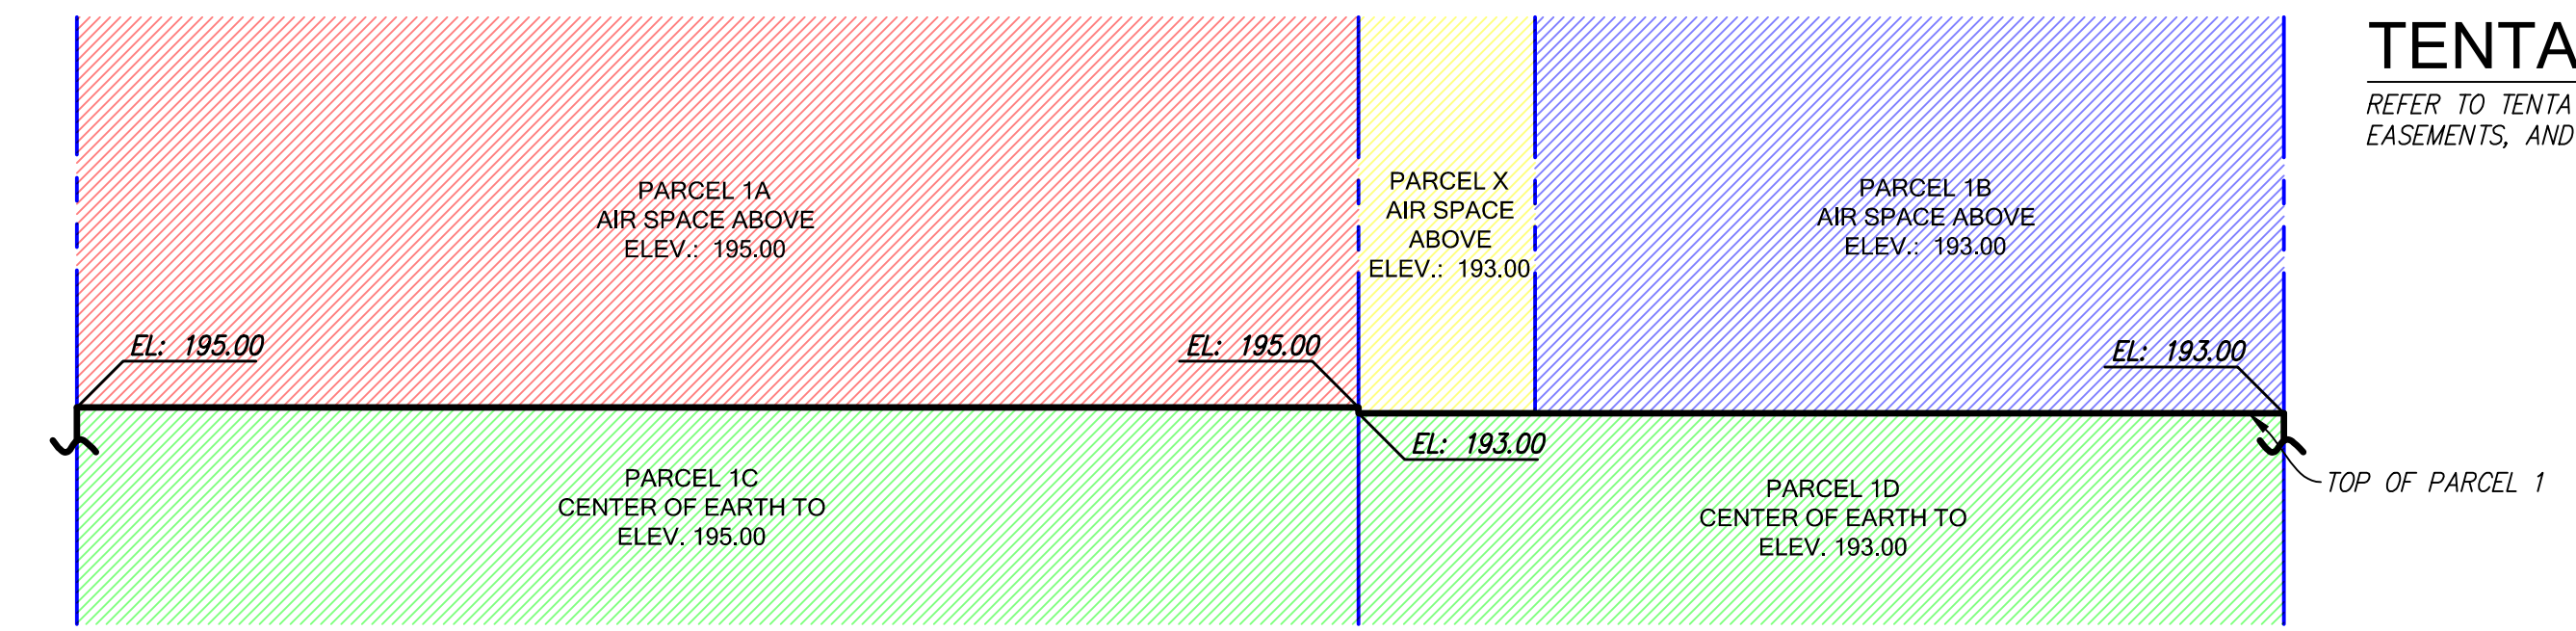 TENTA
REFER TO TENTA
EASEMENTS, AND
PARCEL 1A
AIR SPACE ABOVE
ELEV.: 195.00
PARCEL X
AIR SPACE
ABOVE
ELEV.: 193.00
PARCEL 1B
AIR SPACE ABOVE
ELEV.: 193.00
EL: 195.00
EL: 195.00
EL: 193.00
EL: 193.00
PARCEL 1C
CENTER OF EARTH TO
ELEV. 195.00
PARCEL 1D
CENTER OF EARTH TO
ELEV. 193.00
TOP OF PARCEL 1